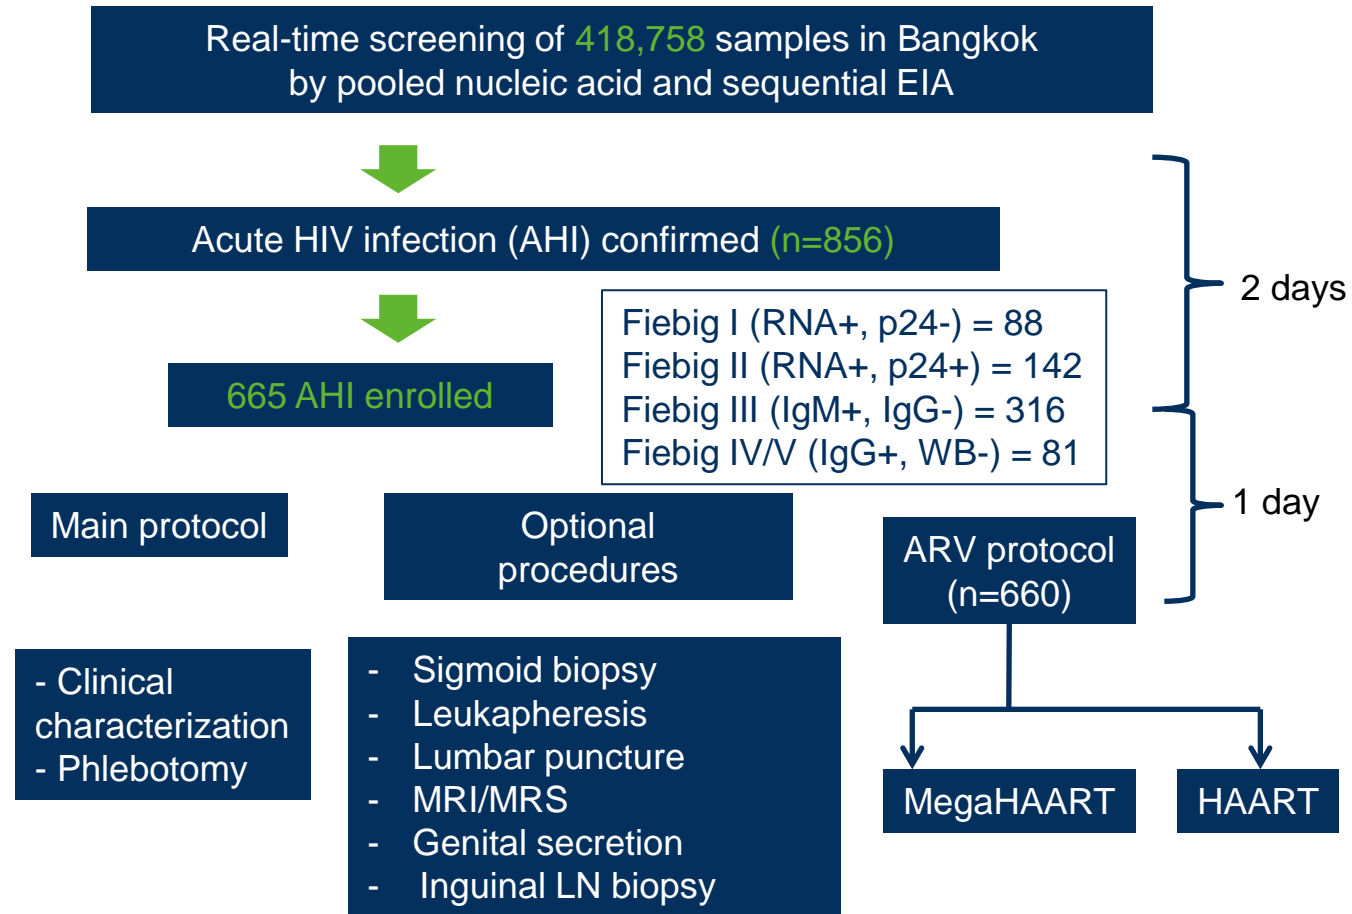 Real-time screening of 418,758 samples in Bangkok
by pooled nucleic acid and sequential EIA
Acute HIV infection (AHI) confirmed (n=856)
2 days
Fiebig I (RNA+, p24-) = 88
Fiebig II (RNA+, p24+) = 142
Fiebig III (IgM+, IgG-) = 316
Fiebig IV/V (IgG+, WB-) = 81
665 AHI enrolled
1 day
Main protocol
Optional
procedures
ARV protocol
(n=660)
- Clinical
characterization
- Phlebotomy
- Sigmoid biopsy
- Leukapheresis
- Lumbar puncture
- MRI/MRS
- Genital secretion
- Inguinal LN biopsy
MegaHAART
HAART